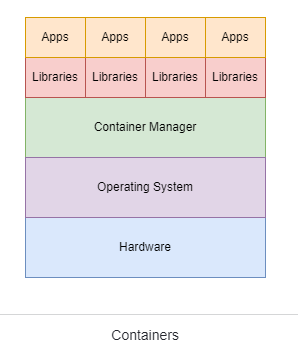 Apps Apps Apps Apps
Libraries Libraries Libraries Libraries
Container Manager
Operating System
Hardware
Containers